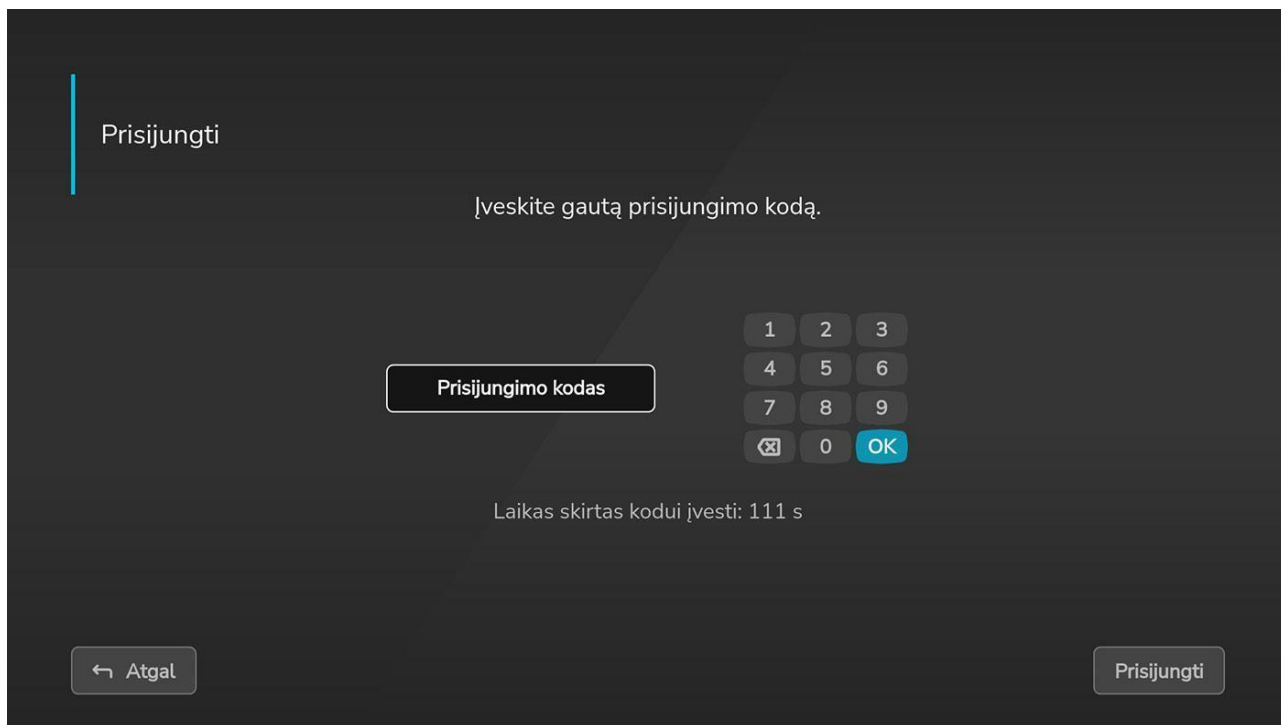 Prisijungti
Įveskite gautą prisijungimo kodą.
1 2 3
Prisijungimo kodas
4 5 6
7 8 9
0 OK
Laikas skirtas kodui įvesti: 111 s
Atgal
Prisijungti